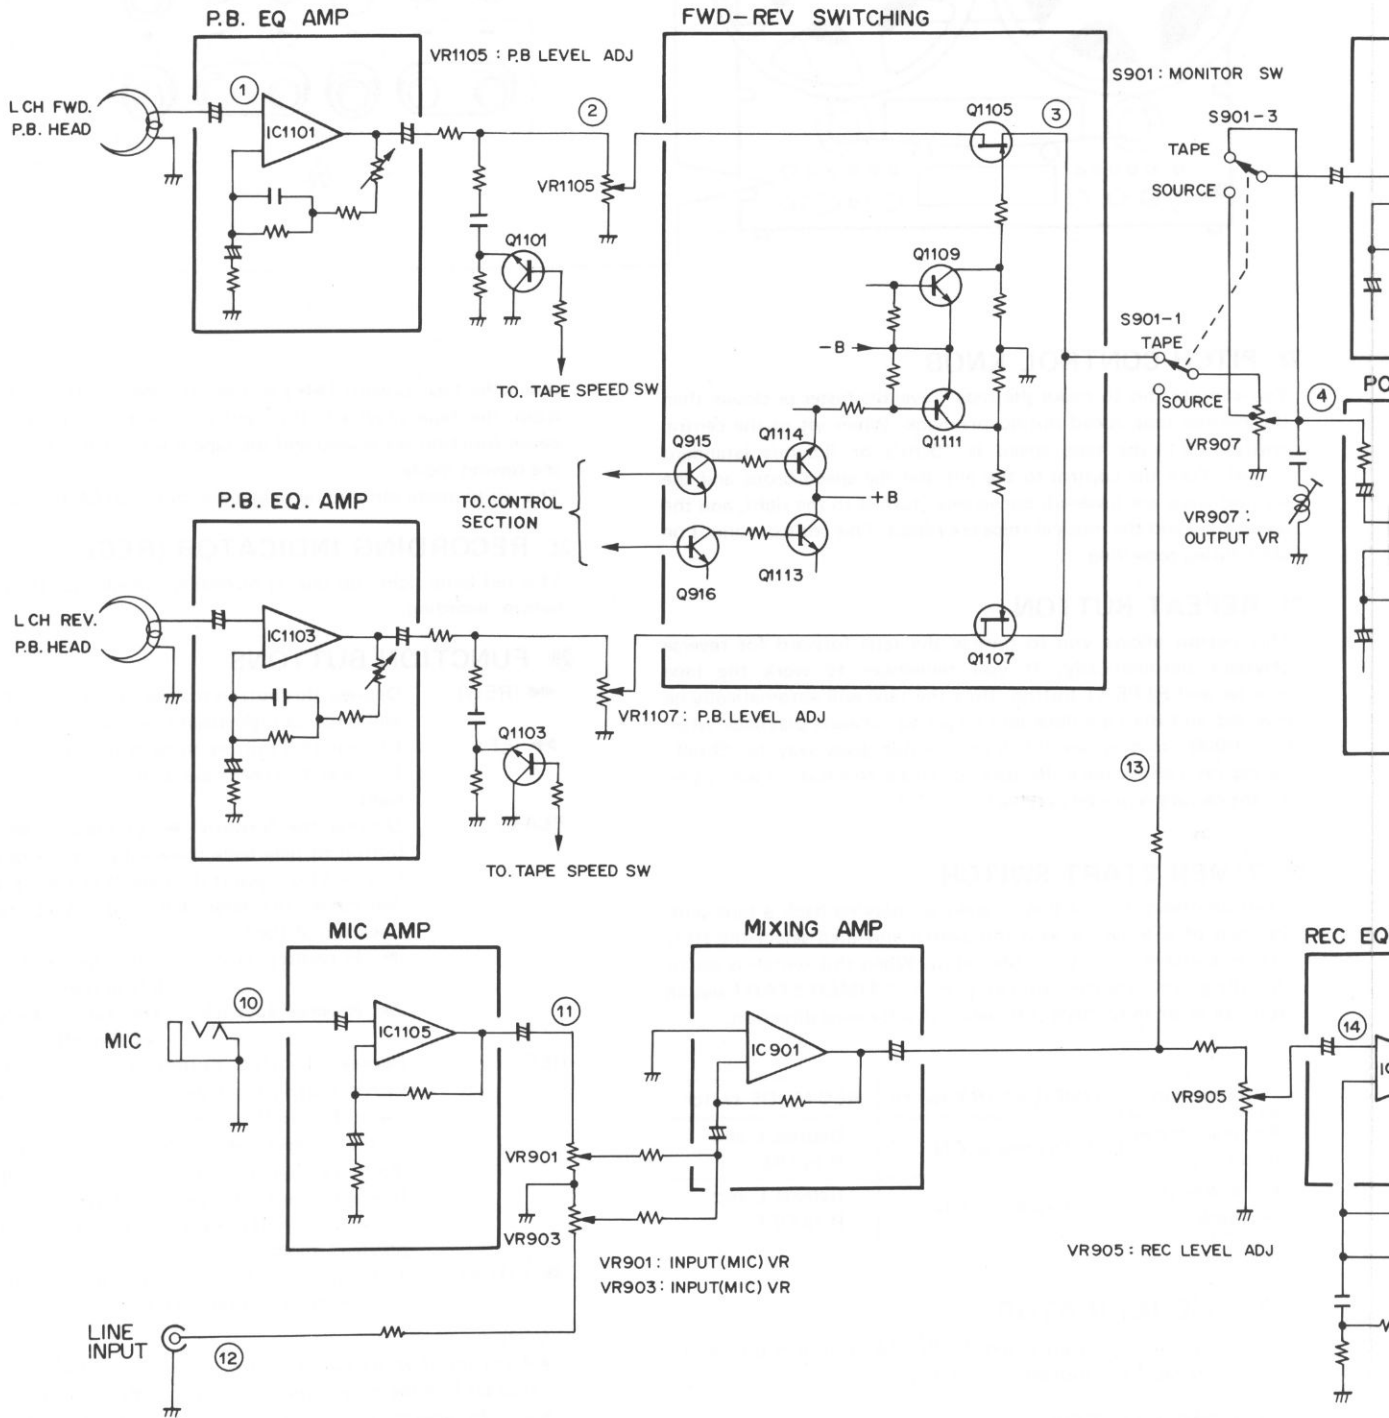 P.B. EQ AMP
FWD-REV SWITCHING
VR1105 : P.B LEVEL ADJ
L CH FWD.
P.B. HEAD
1
IC1101
2
VR1105
Q1101
TO. TAPE SPEED SW
Q1105
3
Q1109
-B
Q1111
Q915
Q1114
+B
TO.CONTROL
SECTION
Q916
Q1113
Q1107
S901 : MONITOR SW
S901-3
TAPE
SOURCE
S901-1
TAPE
SOURCE
VR907
4
VR907 :
OUTPUT VR
PO
P.B. EQ. AMP
L CH REV.
P.B. HEAD
IC1103
VR1107 : P.B. LEVEL ADJ
Q1103
TO. TAPE SPEED SW
13
MIC AMP
MIXING AMP
REC EQ
MIC
10
IC1105
11
IC901
14
IC
VR905
VR901
VR903
VR901 : INPUT(MIC) VR
VR903 : INPUT(MIC) VR
VR905 : REC LEVEL ADJ
LINE
INPUT
12